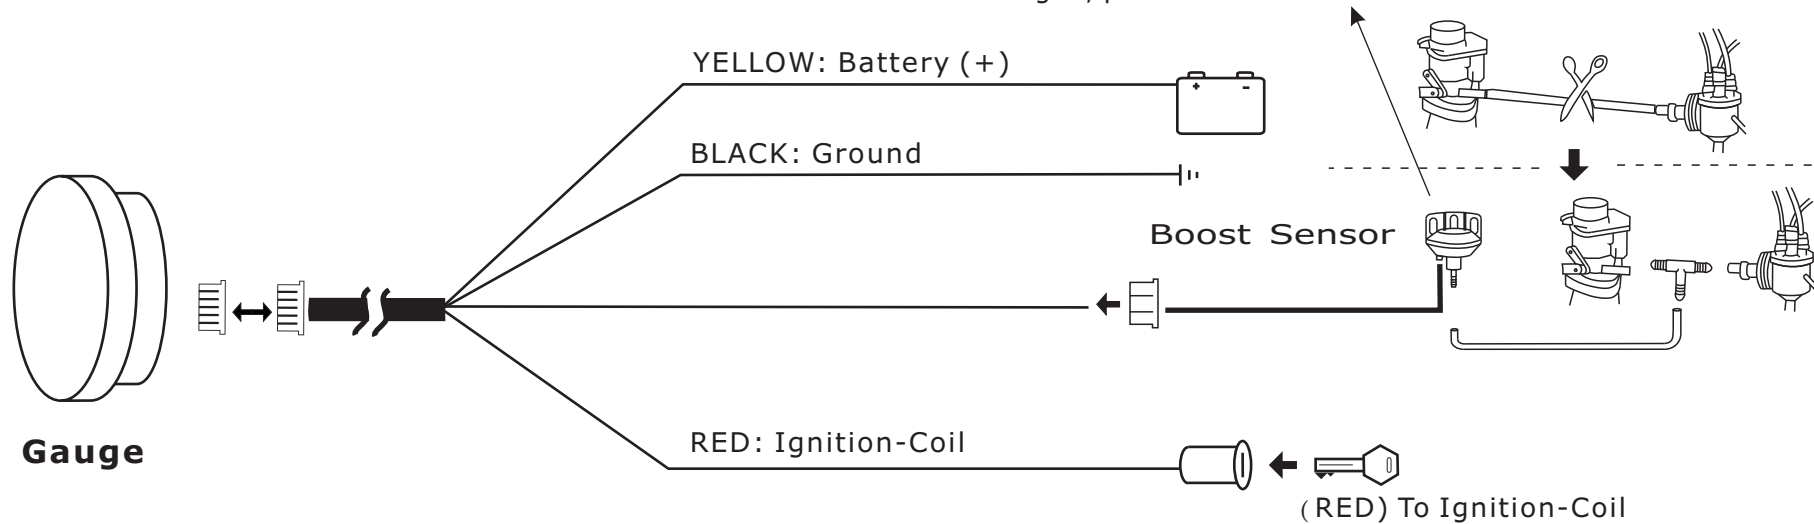 YELLOW: Battery (+)
BLACK: Ground
Boost Sensor
Gauge
RED: Ignition-Coil
(RED) To Ignition-Coil